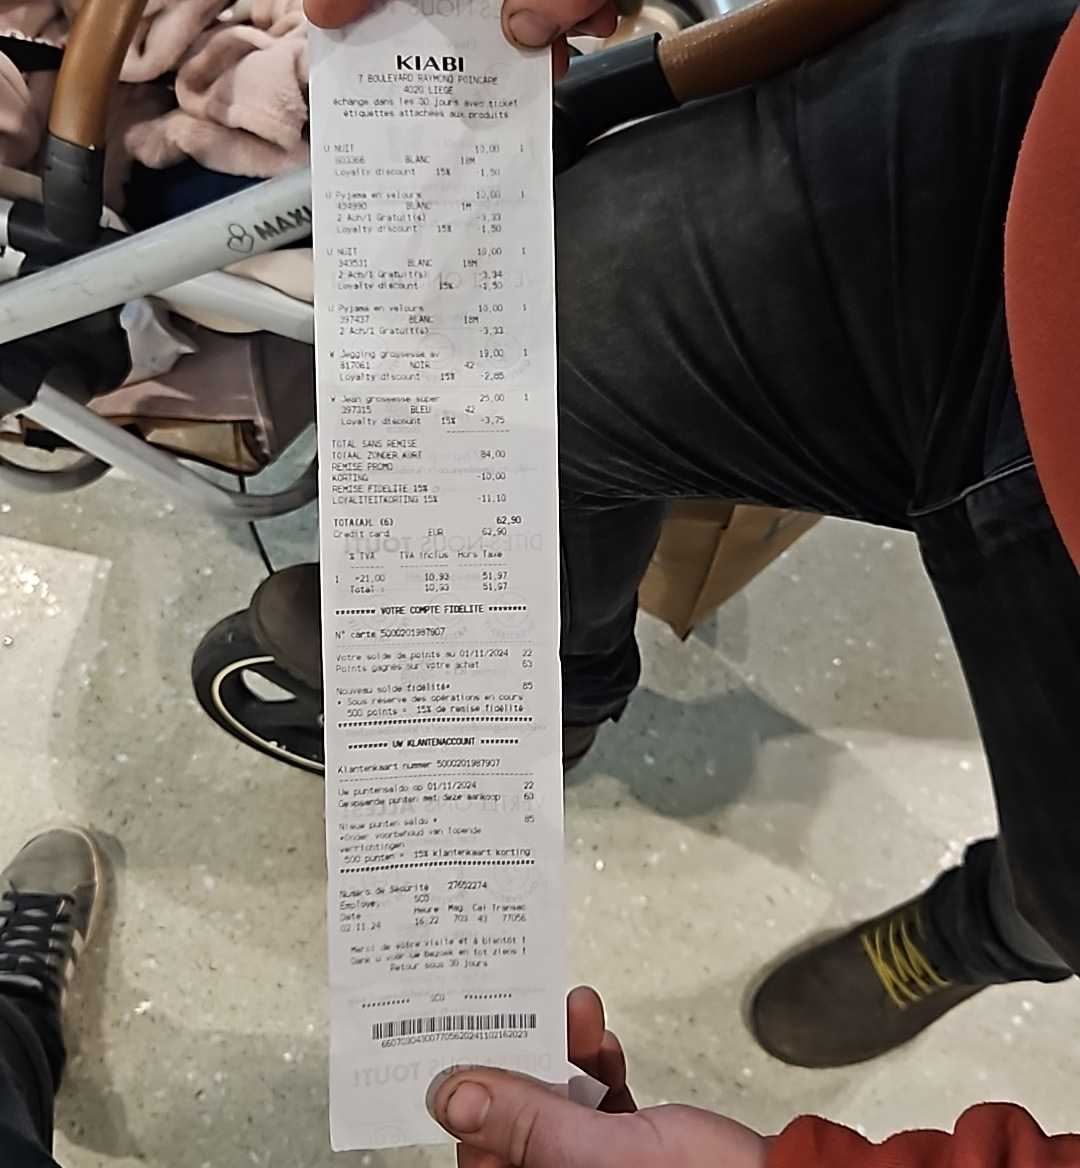 KIABI
7 BOULEVARD RAYMOND POINCARE
4020 LIEGE
échange dans les 30 jours avec ticket
étiquettes attachées aux produits
U NUIT 10,00 1
603366 BLANC 18M
Loyalty discount 15% -1,50
U Pyjama en velours 10,00 1
434990 BLANC 1M
2 Ach/1 Gratuit(s) -3,33
Loyalty discount 15% -1,50
U NUIT 10,00 1
343531 BLANC 18M
2 Ach/1 Gratuit(s) -3,34
Loyalty discount 15% -1,50
U Pyjama en velours 10,00 1
397437 BLANC 18M
2 Ach/1 Gratuit(s) -3,33
W Jegging grossesse av 19,00 1
817061 NOIR 42
Loyalty discount 15% -2,85
W Jean grossesse super 25,00 1
397315 BLEU 42
Loyalty discount 15% -3,75
TOTAL SANS REMISE
TOTAAL ZONDER KORT 84,00
REMISE PROMO
KORTING -10,00
REMISE FIDELITE 15%
LOYALITEITKORTING 15% -11,10
TOTA(A)L (6) 62,90
Credit card EUR 62,90
% TVA TVA inclus Hors Taxe
1 >21,00 10,93 51,97
Total : 10,93 51,97
******** VOTRE COMPTE FIDELITE ********
N° carte 5000201987907
Votre solde de points au 01/11/2024 22
Points gagnés sur votre achat 63
Nouveau solde fidélité* 85
* Sous réserve des opérations en cours
500 points = 15% de remise fidélité
******** UW KLANTENACCOUNT ********
Klantenkaart nummer 5000201987907
Uw puntensaldo op 01/11/2024 22
Gespaarde punten met deze aankoop 63
Nieuw punten saldo * 85
*Onder voorbehoud van lopende
verrichtingen
500 punten = 15% klantenkaart korting
Numéro de Sécurité 27652274
Employe: SCO
Date Heure Mag Cai Transac
02.11.24 16:22 703 43 77056
Merci de votre visite et à bientôt !
Dank u voor uw bezoek en tot ziens !
Retour sous 30 jours
********** SCO **********
660703043007705620241102162023
MAXI